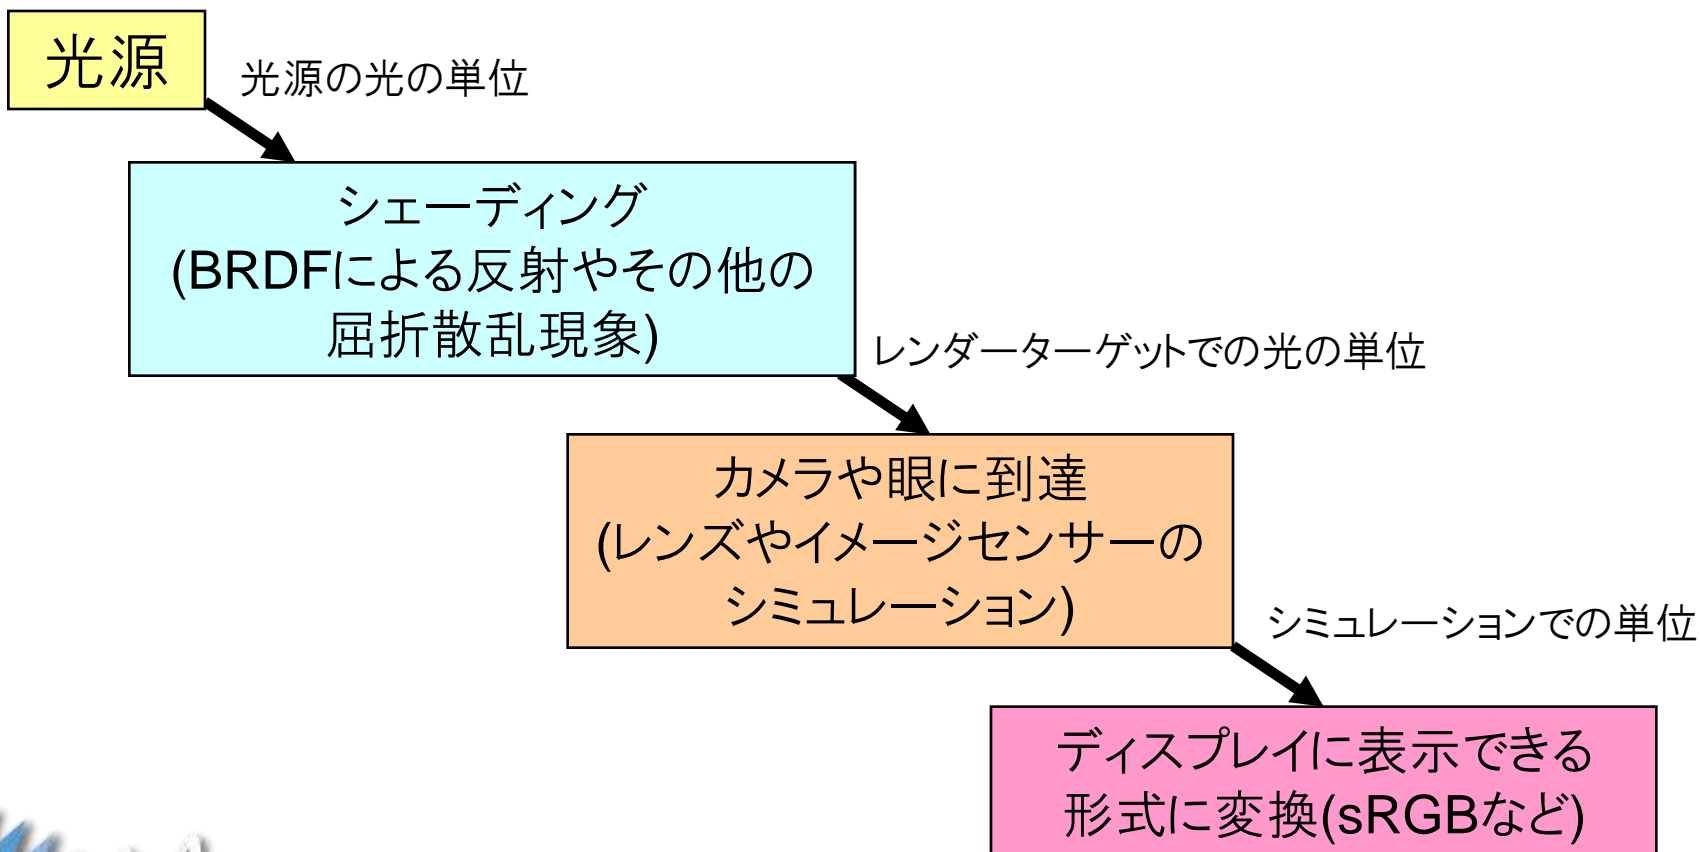 光源
光源の光の単位
シェーディング
(BRDFによる反射やその他の
屈折散乱現象)
レンダーターゲットでの光の単位
カメラや眼に到達
(レンズやイメージセンサーの
シミュレーション)
シミュレーションでの単位
ディスプレイに表示できる
形式に変換(sRGBなど)